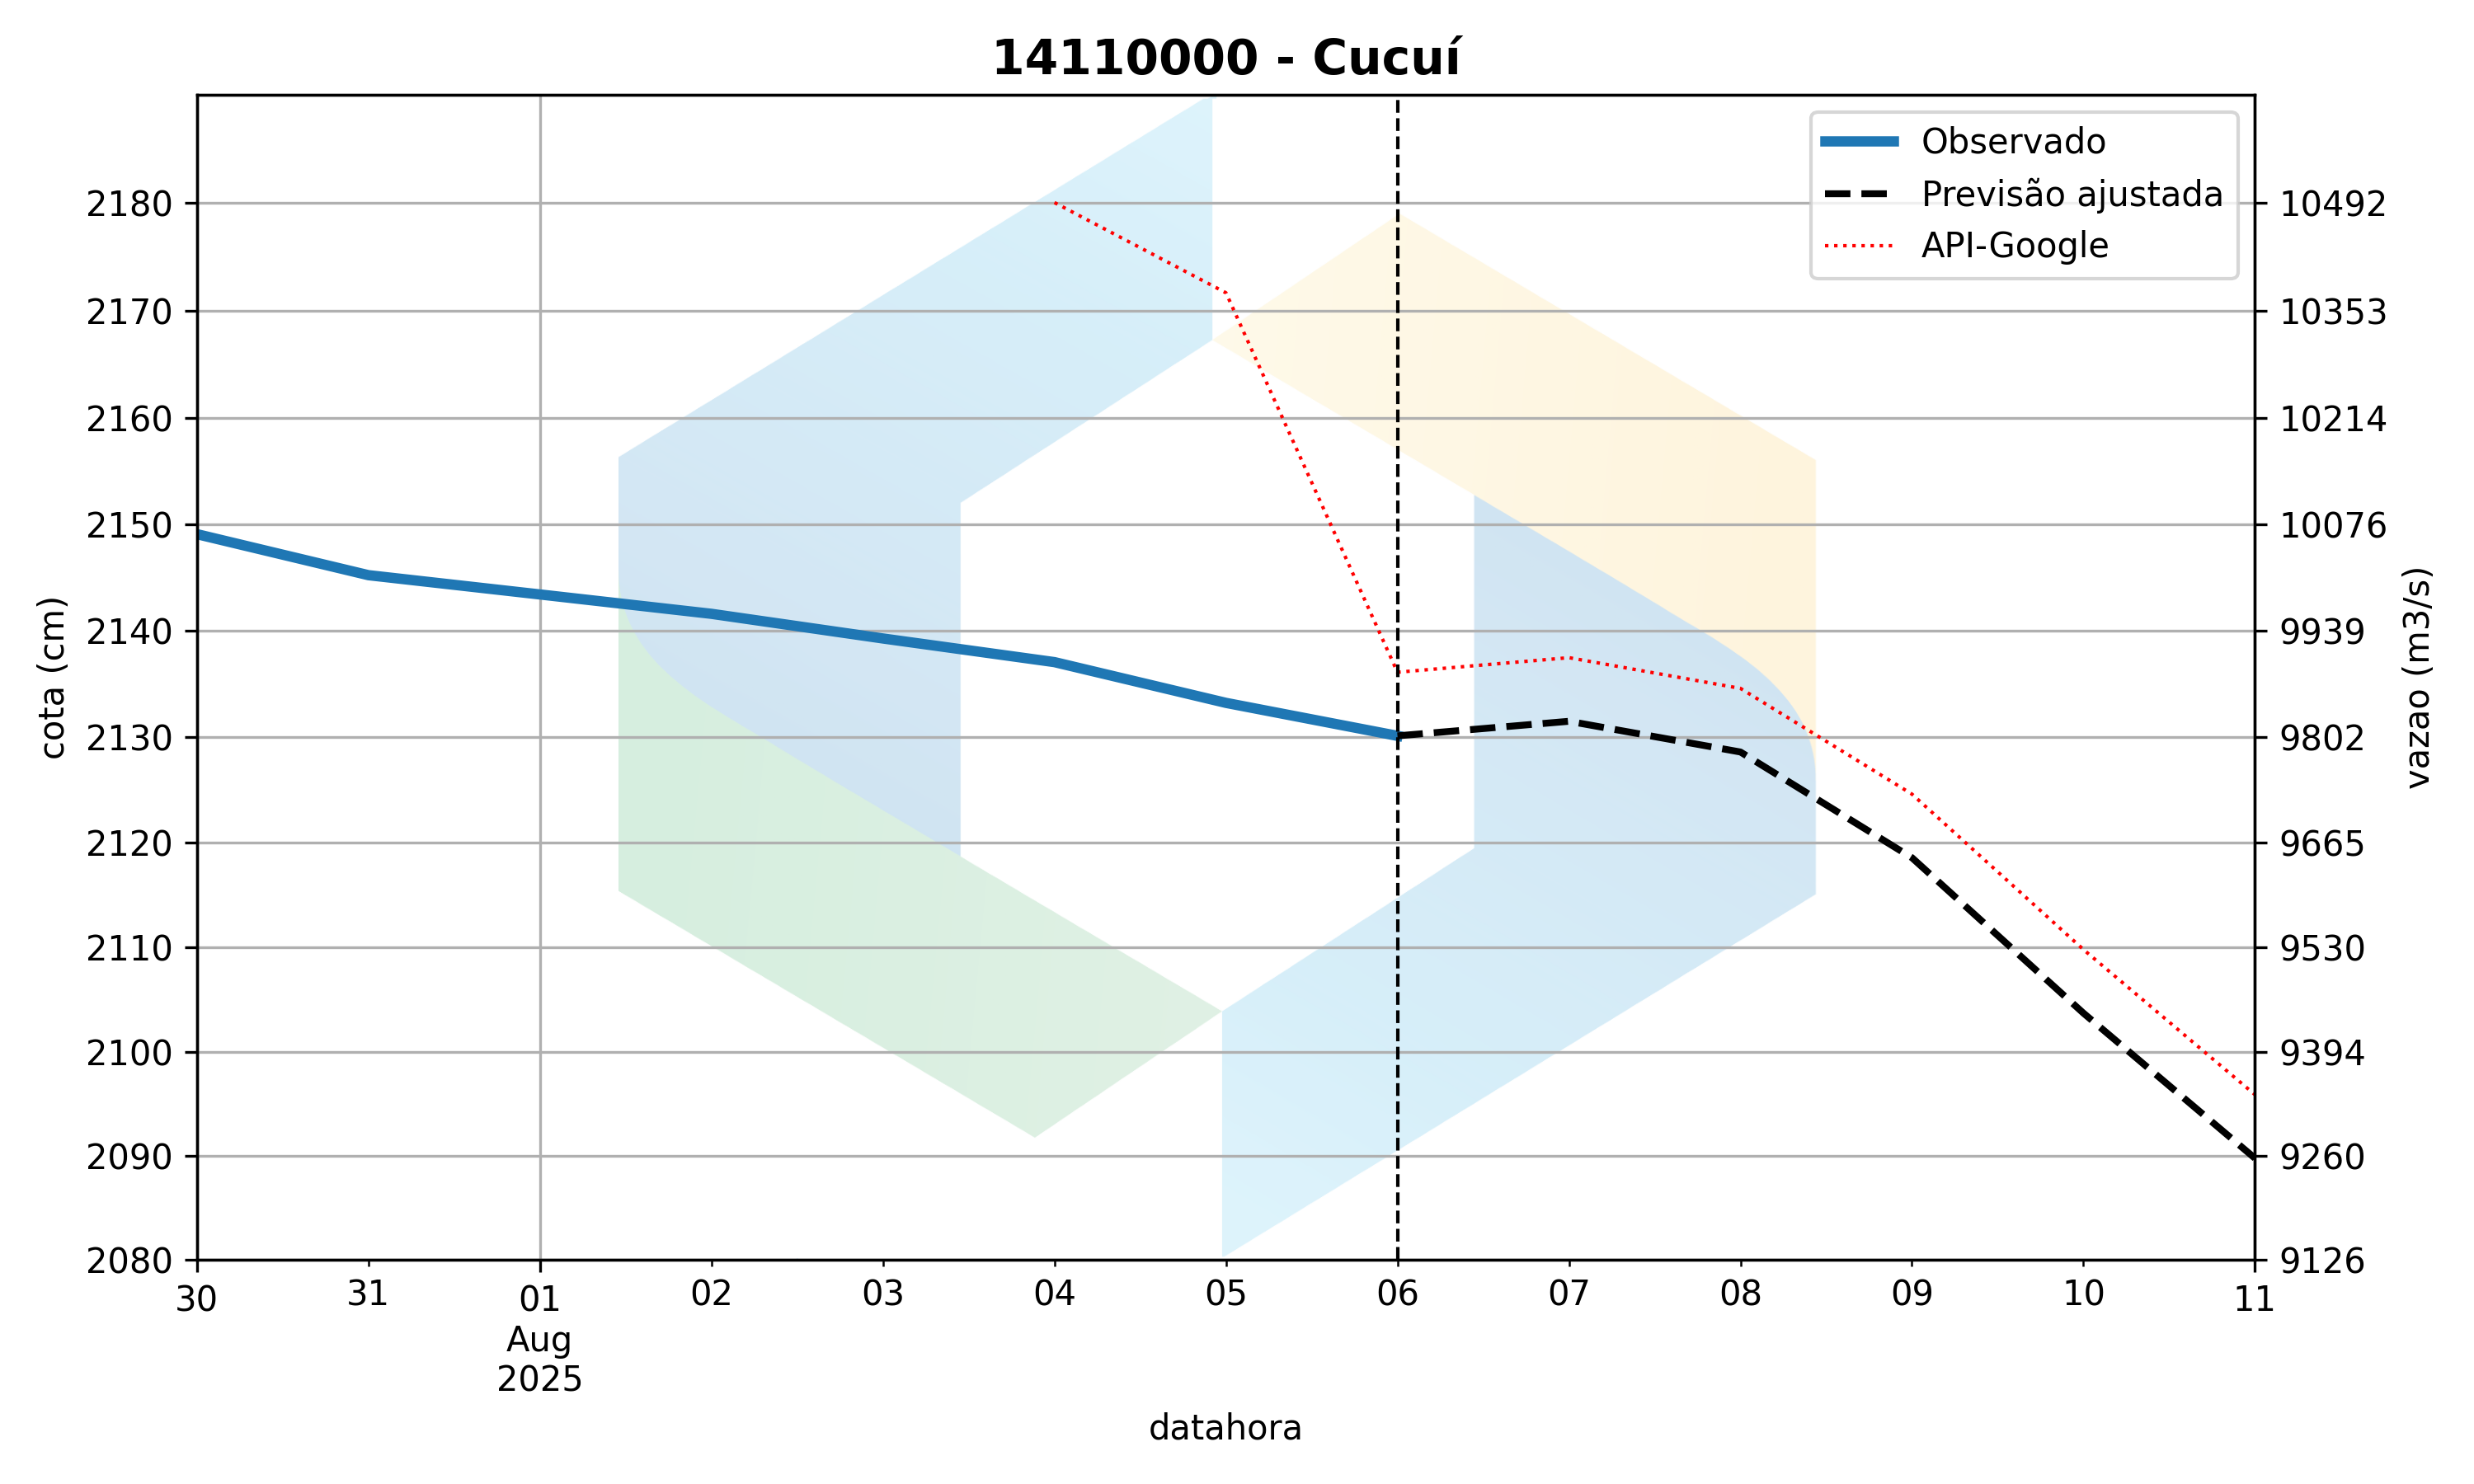 14110000 - Cucuí
Observado
Previsão ajustada
API-Google
2180
2170
2160
2150
2140
2130
2120
2110
2100
2090
2080
cota (cm)
10492
10353
10214
10076
9939
9802
9665
9530
9394
9260
9126
vazao (m3/s)
30 31 01 02 03 04 05 06 07 08 09 10 11
Aug
2025
datahora